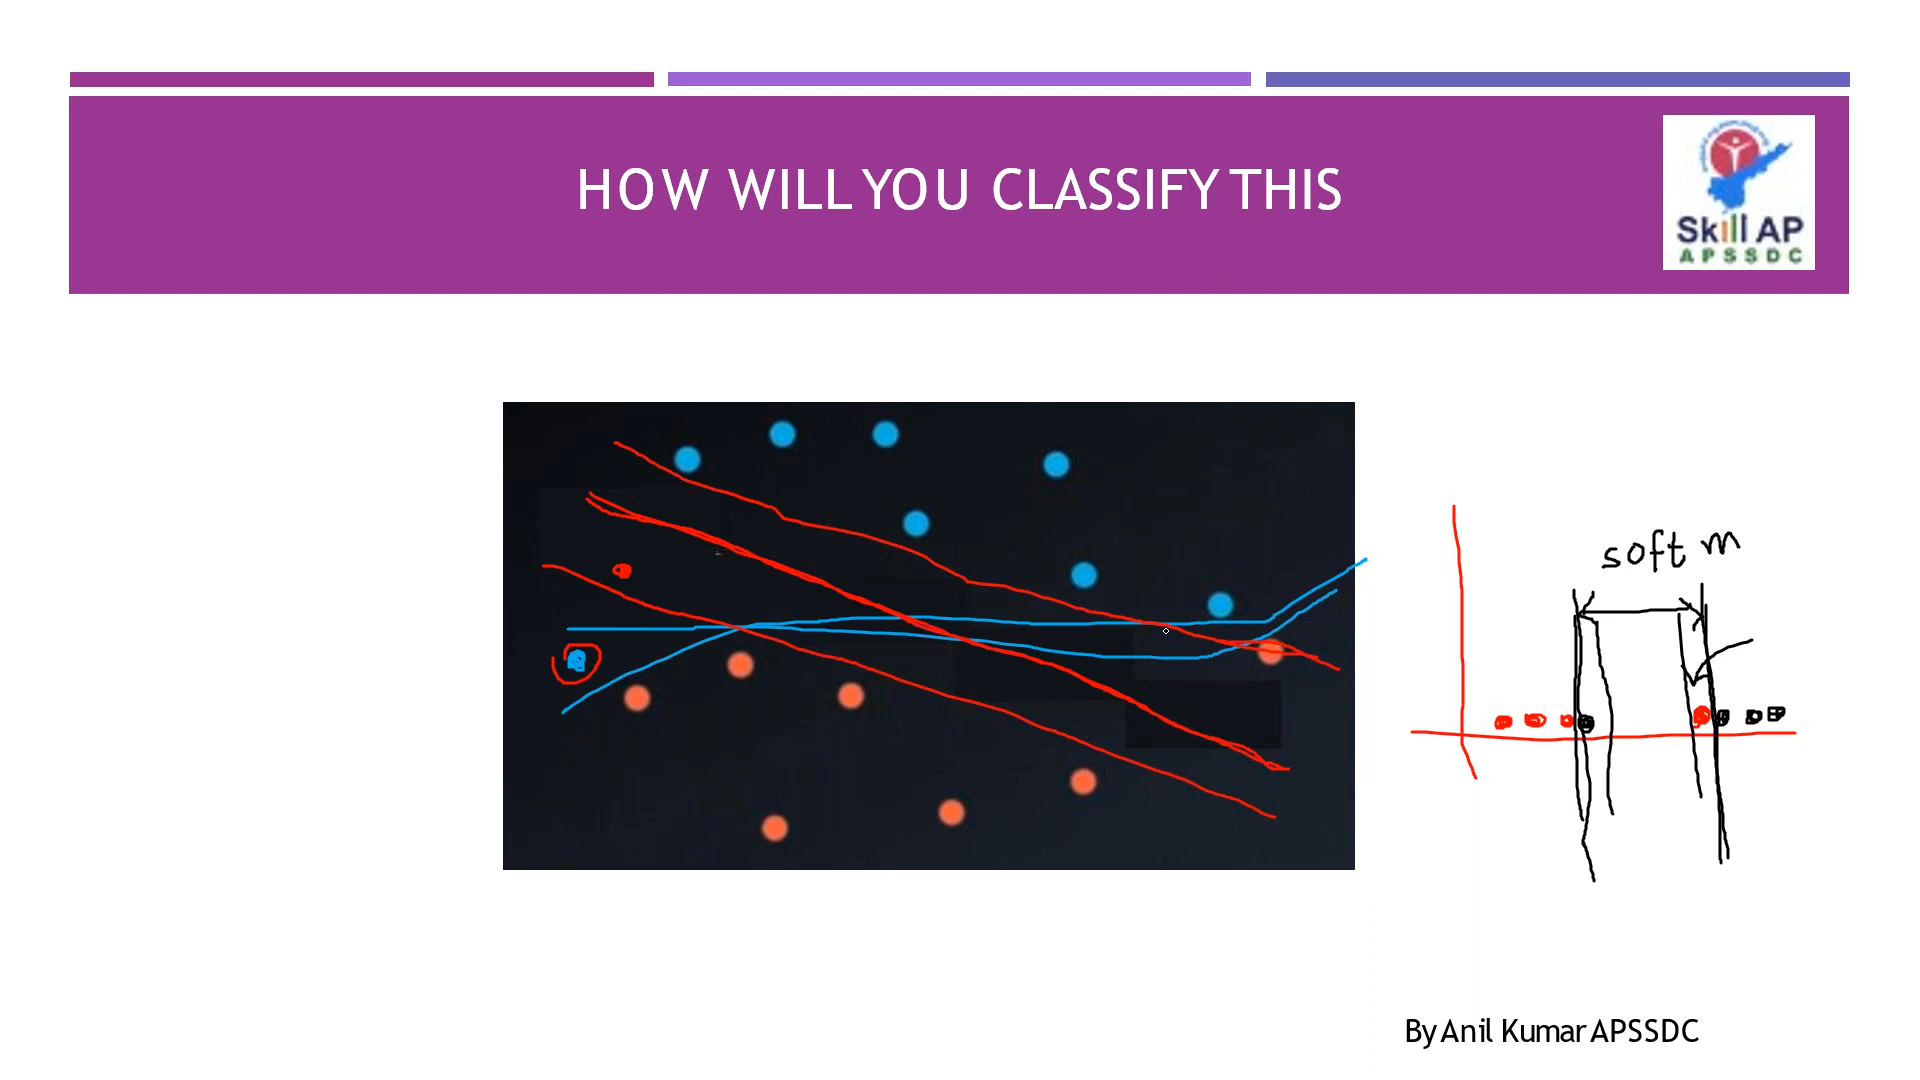 HOW WILL YOU CLASSIFY THIS
Skill AP
APSSDC
soft m
By Anil Kumar APSSDC